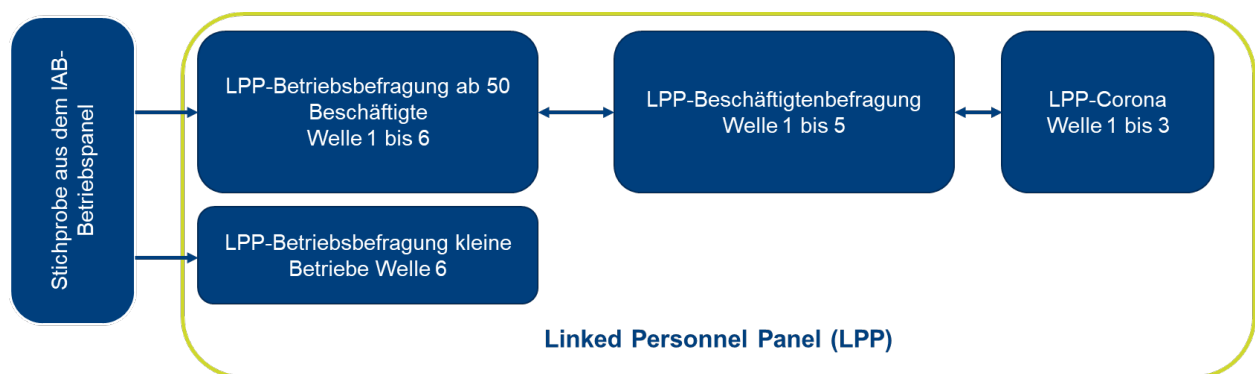 Stichprobe aus dem IAB-
Betriebspanel
LPP-Betriebsbefragung ab 50
Beschäftigte
Welle 1 bis 6
LPP-Beschäftigtenbefragung
Welle 1 bis 5
LPP-Corona
Welle 1 bis 3
LPP-Betriebsbefragung kleine
Betriebe Welle 6
Linked Personnel Panel (LPP)